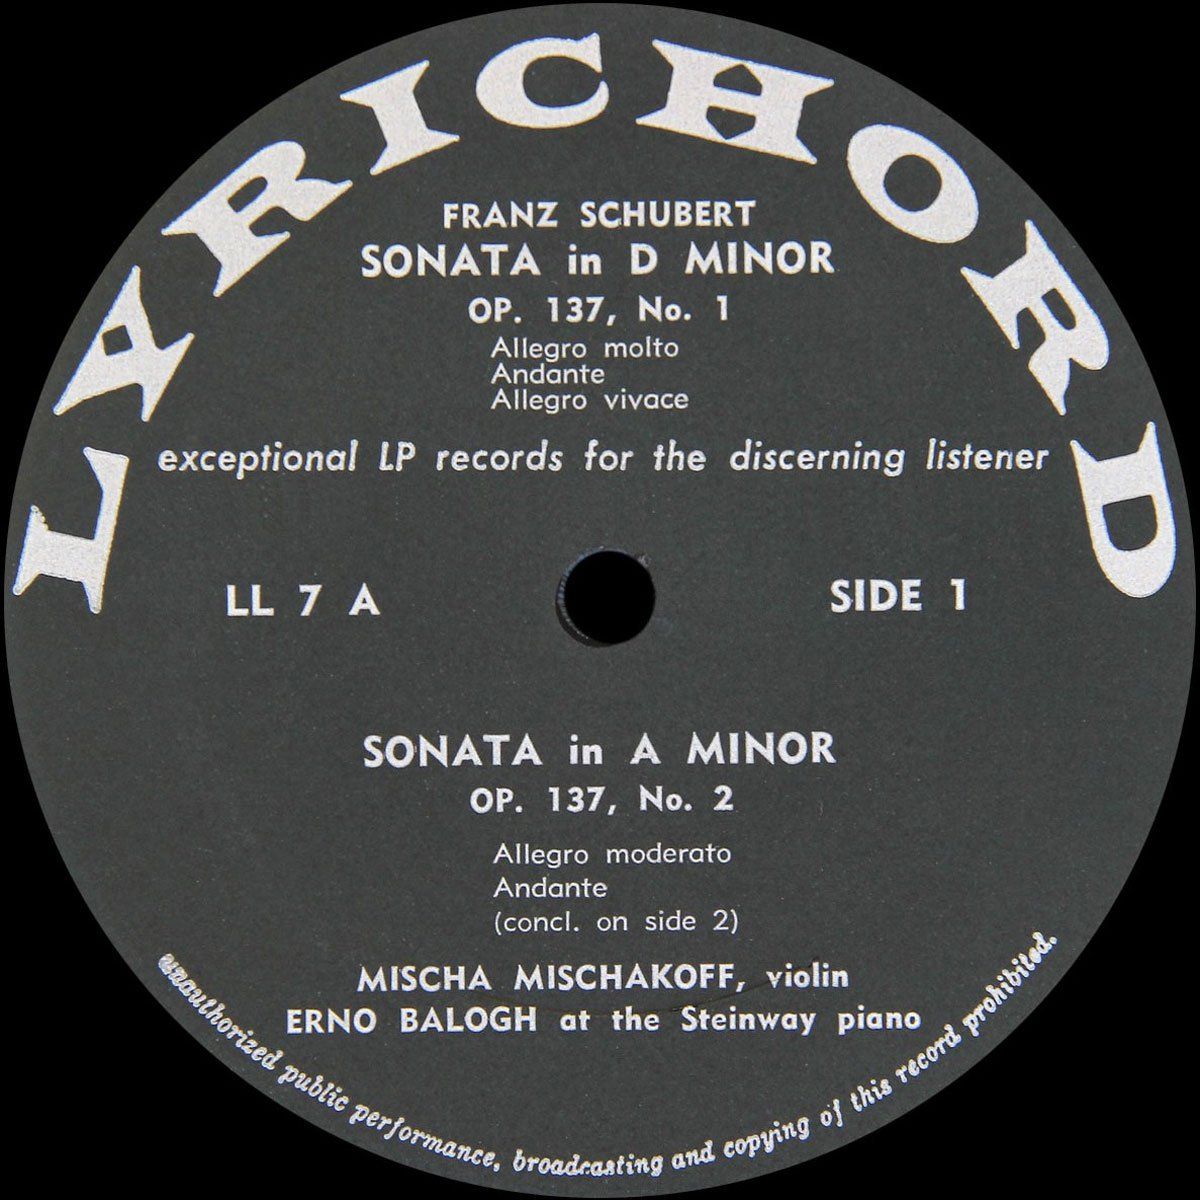 LYRICHORD
FRANZ SCHUBERT
SONATA in D MINOR
OP. 137, No. 1
Allegro molto
Andante
Allegro vivace
exceptional LP records for the discerning listener
LL 7 A
SIDE 1
SONATA in A MINOR
OP. 137, No. 2
Allegro moderato
Andante
(concl. on side 2)
MISCHA MISCHAKOFF, violin
ERNO BALOGH at the Steinway piano
unauthorized public performance, broadcasting and copying of this record prohibited.